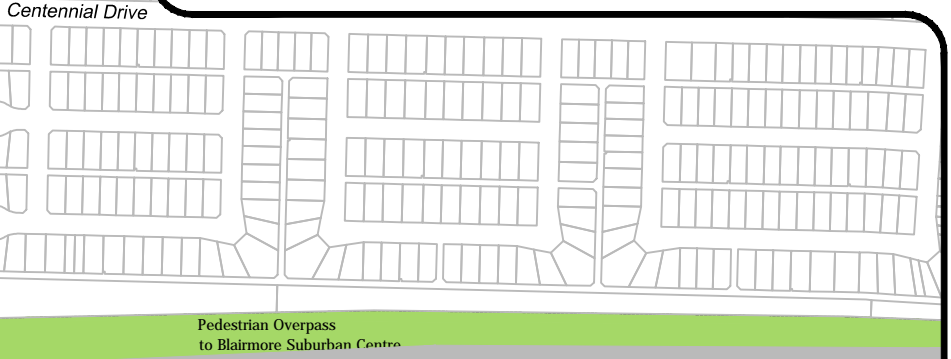 Centennial Drive
Pedestrian Overpass
to Blairmore Suburban Centre